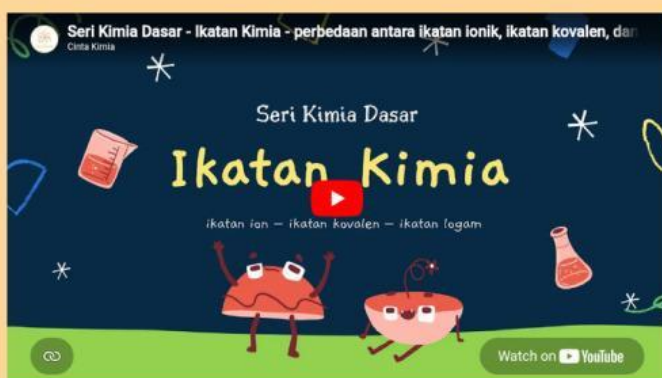 Seri Kimia Dasar - Ikatan Kimia - perbedaan antara ikatan ionik, ikatan kovalen, dan
Cinta Kimia
Seri Kimia Dasar
Ikatan Kimia
ikatan ion – ikatan kovalen – ikatan logam
Watch on YouTube